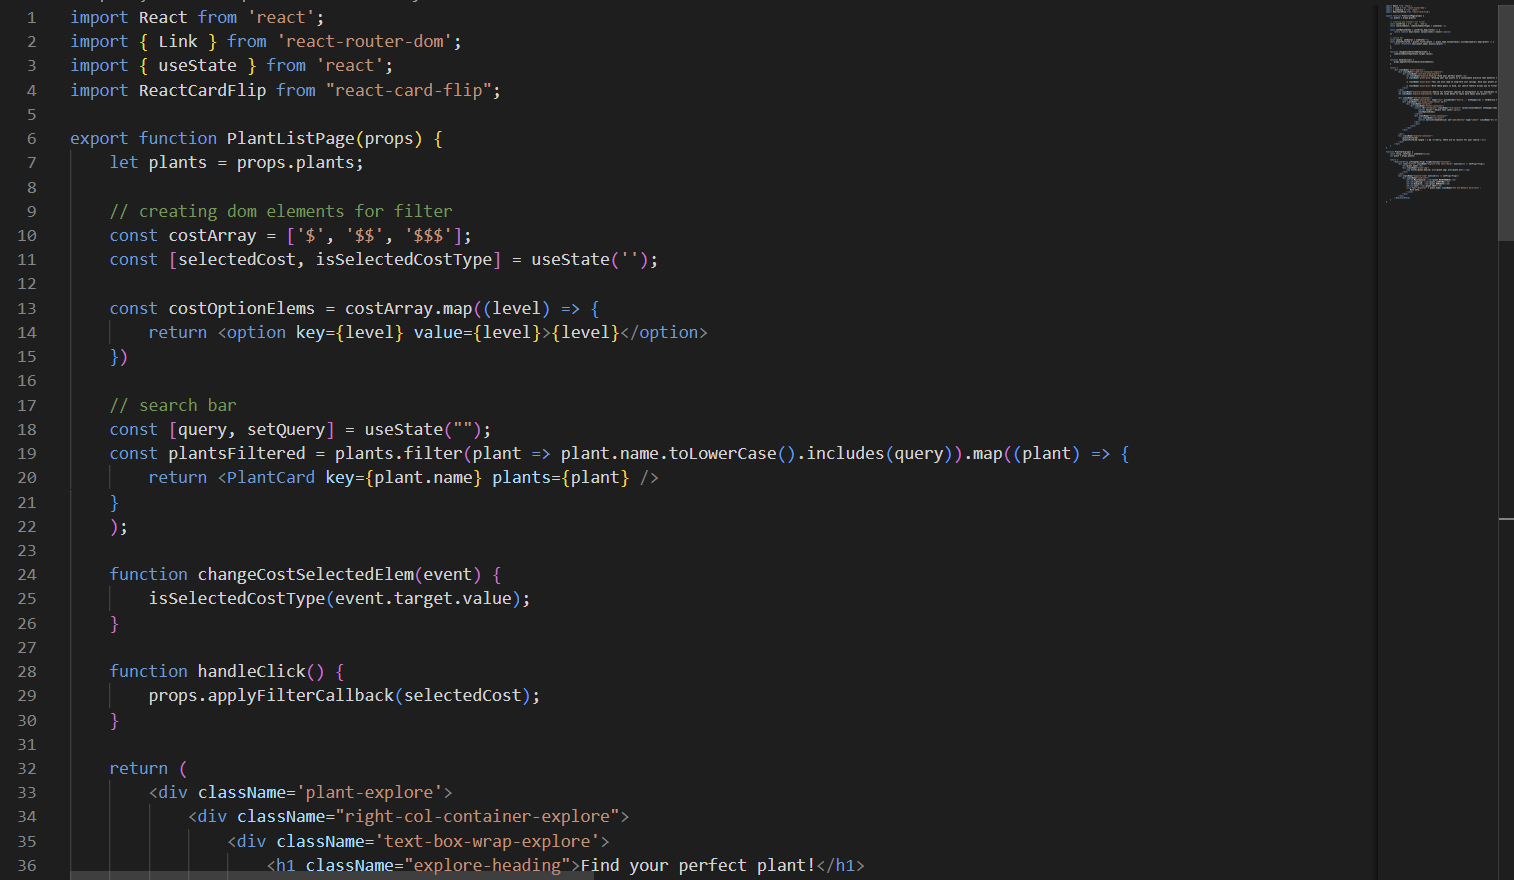 1 import React from 'react';
2 import { Link } from 'react-router-dom';
3 import { useState } from 'react';
4 import ReactCardFlip from "react-card-flip";
5
6 export function PlantListPage(props) {
7     let plants = props.plants;
8
9     // creating dom elements for filter
10     const costArray = ['$', '$$', '$$$'];
11     const [selectedCost, isSelectedCostType] = useState('');
12
13     const costOptionElems = costArray.map((level) => {
14         return <option key={level} value={level}>{level}</option>
15     })
16
17     // search bar
18     const [query, setQuery] = useState("");
19     const plantsFiltered = plants.filter(plant => plant.name.toLowerCase().includes(query)).map((plant) => {
20         return <PlantCard key={plant.name} plants={plant} />
21     }
22     );
23
24     function changeCostSelectedElem(event) {
25         isSelectedCostType(event.target.value);
26     }
27
28     function handleClick() {
29         props.applyFilterCallback(selectedCost);
30     }
31
32     return (
33         <div className='plant-explore'>
34             <div className="right-col-container-explore">
35                 <div className='text-box-wrap-explore'>
36                     <h1 className="explore-heading">Find your perfect plant!</h1>